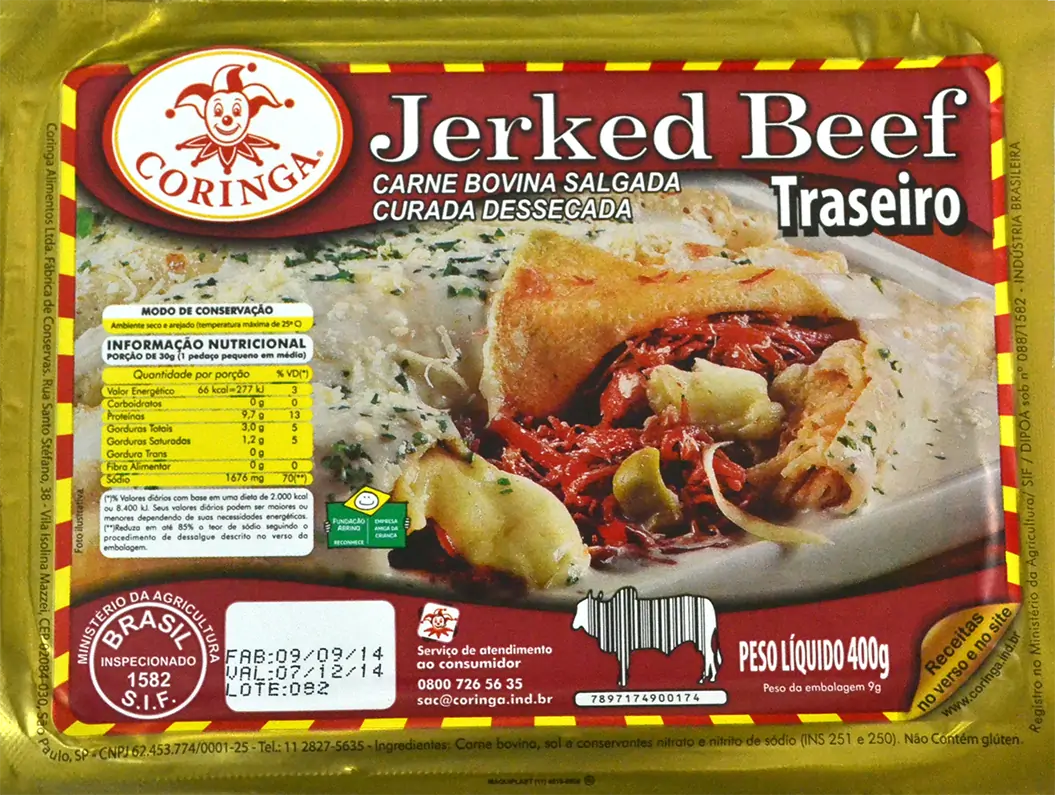 CORINGA®
Jerked Beef
CARNE BOVINA SALGADA
CURADA DESSECADA
Traseiro
MODO DE CONSERVAÇÃO
Ambiente seco e arejado (temperatura máxima de 25º C)
INFORMAÇÃO NUTRICIONAL
PORÇÃO DE 30g (1 pedaço pequeno em média)
Quantidade por porção % VD(*)
Valor Energético 66 kcal=277 kJ 3
Carboidratos 0 g 0
Proteínas 9,7 g 13
Gorduras Totais 3,0 g 5
Gorduras Saturadas 1,2 g 5
Gordura Trans 0 g
Fibra Alimentar 0 g 0
Sódio 1676 mg 70(**)
(*)% Valores diários com base em uma dieta de 2.000 kcal
ou 8.400 kJ. Seus valores diários podem ser maiores ou
menores dependendo de suas necessidades energéticas.
(**)Reduza em até 85% o teor de sódio seguindo o
procedimento de dessalgue descrito no verso da
embalagem.
FUNDAÇÃO
ABRINQ
RECONHECE
EMPRESA
AMIGA DA
CRIANÇA
Foto ilustrativa
MINISTÉRIO DA AGRICULTURA
BRASIL
INSPECIONADO
1582
S.I.F.
FAB:09/09/14
VAL:07/12/14
LOTE:092
Serviço de atendimento
ao consumidor
0800 726 56 35
sac@coringa.ind.br
7897174900174
PESO LÍQUIDO 400g
Peso da embalagem 9g
Receitas
no verso e no site
www.coringa.ind.br
Coringa Alimentos Ltda. Fábrica de Conservas. Rua Santo Stéfano, 38 - Vila Isolina Mazzei, CEP 02084-030, São Paulo, SP - CNPJ 62.453.774/0001-25 - Tel.: 11 2827-5635 - Ingredientes: Carne bovina, sal e conservantes nitrato e nitrito de sódio (INS 251 e 250). Não Contém glúten.
Registro no Ministério da Agricultura/ SIF / DIPOA sob nº 088/1582 - INDÚSTRIA BRASILEIRA